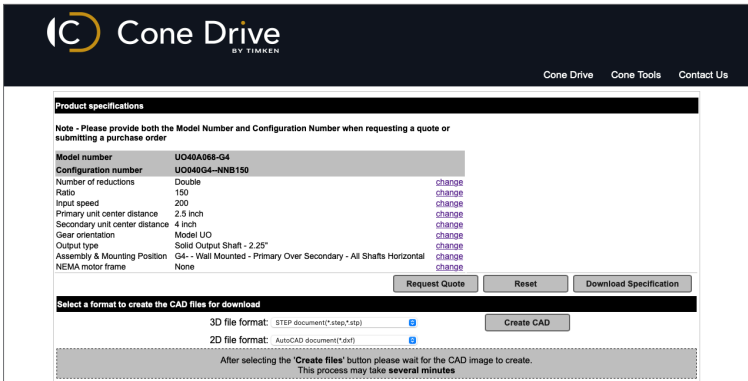 Cone Drive
BY TIMKEN
Cone Drive Cone Tools Contact Us
Product specifications
Note - Please provide both the Model Number and Configuration Number when requesting a quote or
submitting a purchase order
Model number UO40A068-G4
Configuration number UO040G4--NNB150
Number of reductions Double change
Ratio 150 change
Input speed 200 change
Primary unit center distance 2.5 inch change
Secondary unit center distance 4 inch change
Gear orientation Model UO change
Output type Solid Output Shaft - 2.25" change
Assembly & Mounting Position G4- - Wall Mounted - Primary Over Secondary - All Shafts Horizontal change
NEMA motor frame None change
Request Quote Reset Download Specification
Select a format to create the CAD files for download
3D file format: STEP document(*.step,*.stp) Create CAD
2D file format: AutoCAD document(*.dxf)
After selecting the 'Create files' button please wait for the CAD image to create.
This process may take several minutes